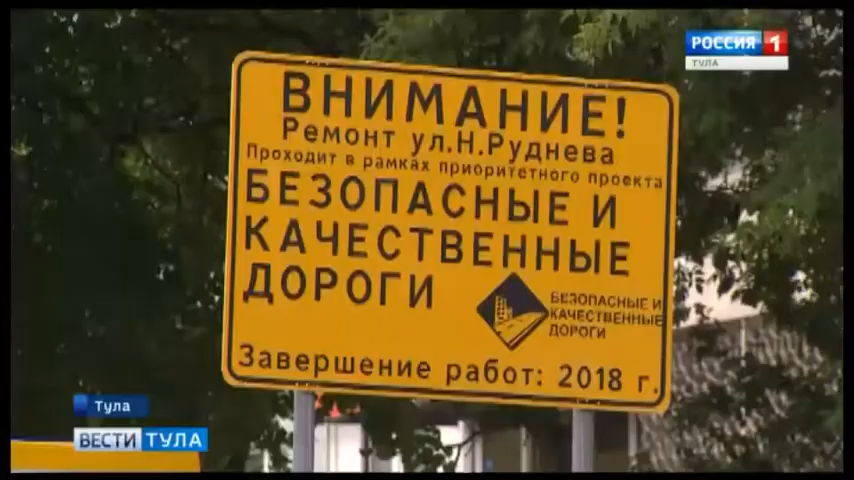 РОССИЯ 1
ТУЛА
ВНИМАНИЕ!
Ремонт ул.Н.Руднева
Проходит в рамках приоритетного проекта
БЕЗОПАСНЫЕ И
КАЧЕСТВЕННЫЕ
ДОРОГИ
БЕЗОПАСНЫЕ И
КАЧЕСТВЕННЫЕ
ДОРОГИ
Завершение работ: 2018 г.
Тула
ВЕСТИ ТУЛА